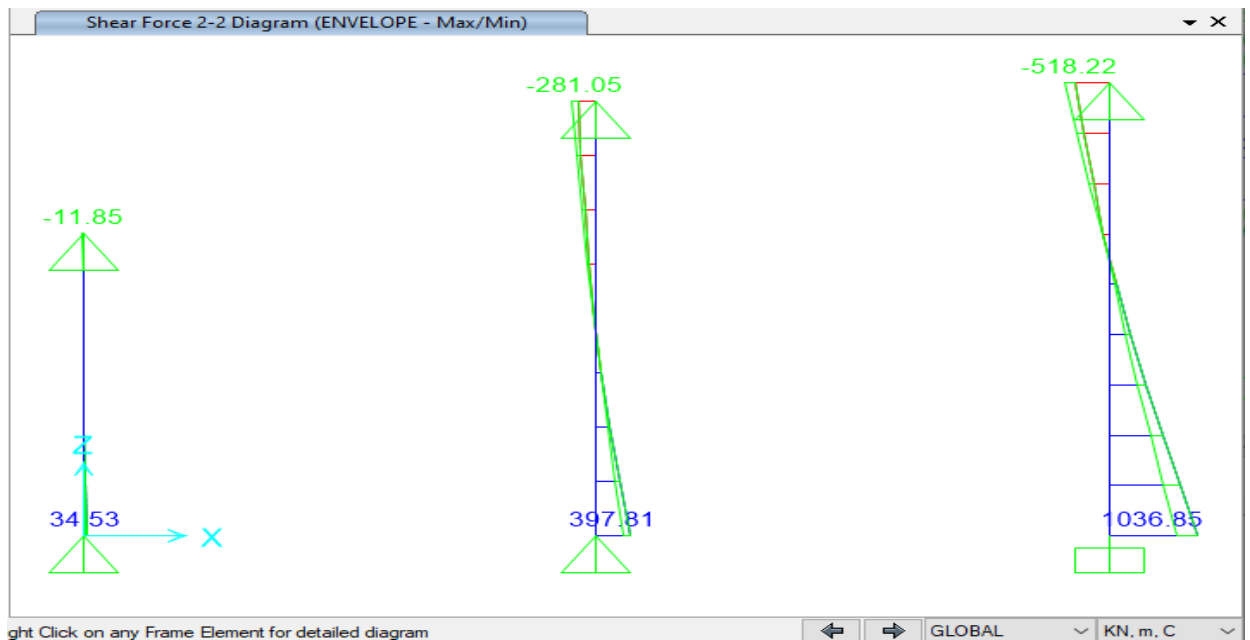 Shear Force 2-2 Diagram (ENVELOPE - Max/Min)
-518.22
-281.05
-11.85
Z
34.53
397.81
1036.85
X
ght Click on any Frame Element for detailed diagram
GLOBAL
KN, m, C